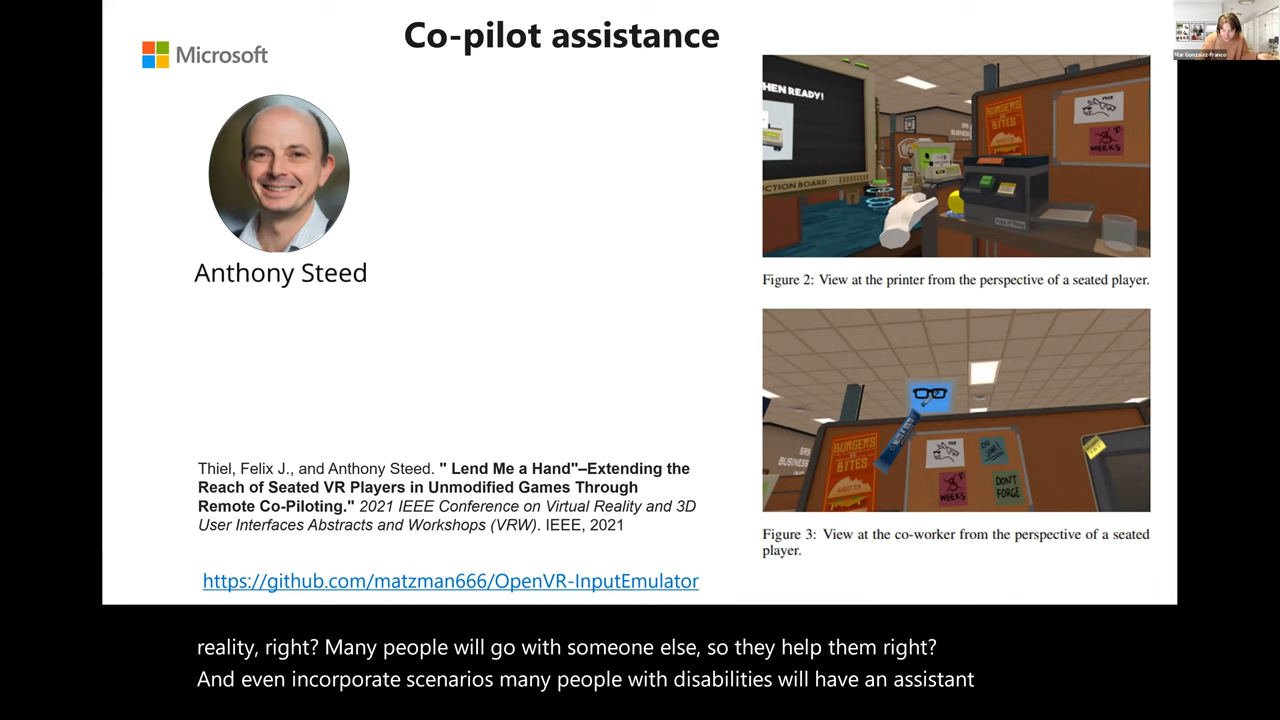 Co-pilot assistance
Microsoft
Anthony Steed
HEN READY!
CTION BOARD
BURGERS
BYTES
WEEKS
Figure 2: View at the printer from the perspective of a seated player.
BURGERS
BYTES
WEEKS
DON'T
FORGE
Figure 3: View at the co-worker from the perspective of a seated
player.
Thiel, Felix J., and Anthony Steed. " Lend Me a Hand"–Extending the
Reach of Seated VR Players in Unmodified Games Through
Remote Co-Piloting." 2021 IEEE Conference on Virtual Reality and 3D
User Interfaces Abstracts and Workshops (VRW). IEEE, 2021
https://github.com/matzman666/OpenVR-InputEmulator
Mar Gonzalez-Franco
reality, right? Many people will go with someone else, so they help them right?
And even incorporate scenarios many people with disabilities will have an assistant